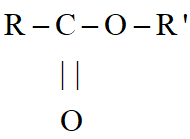 R – C – O – R '
| |
O